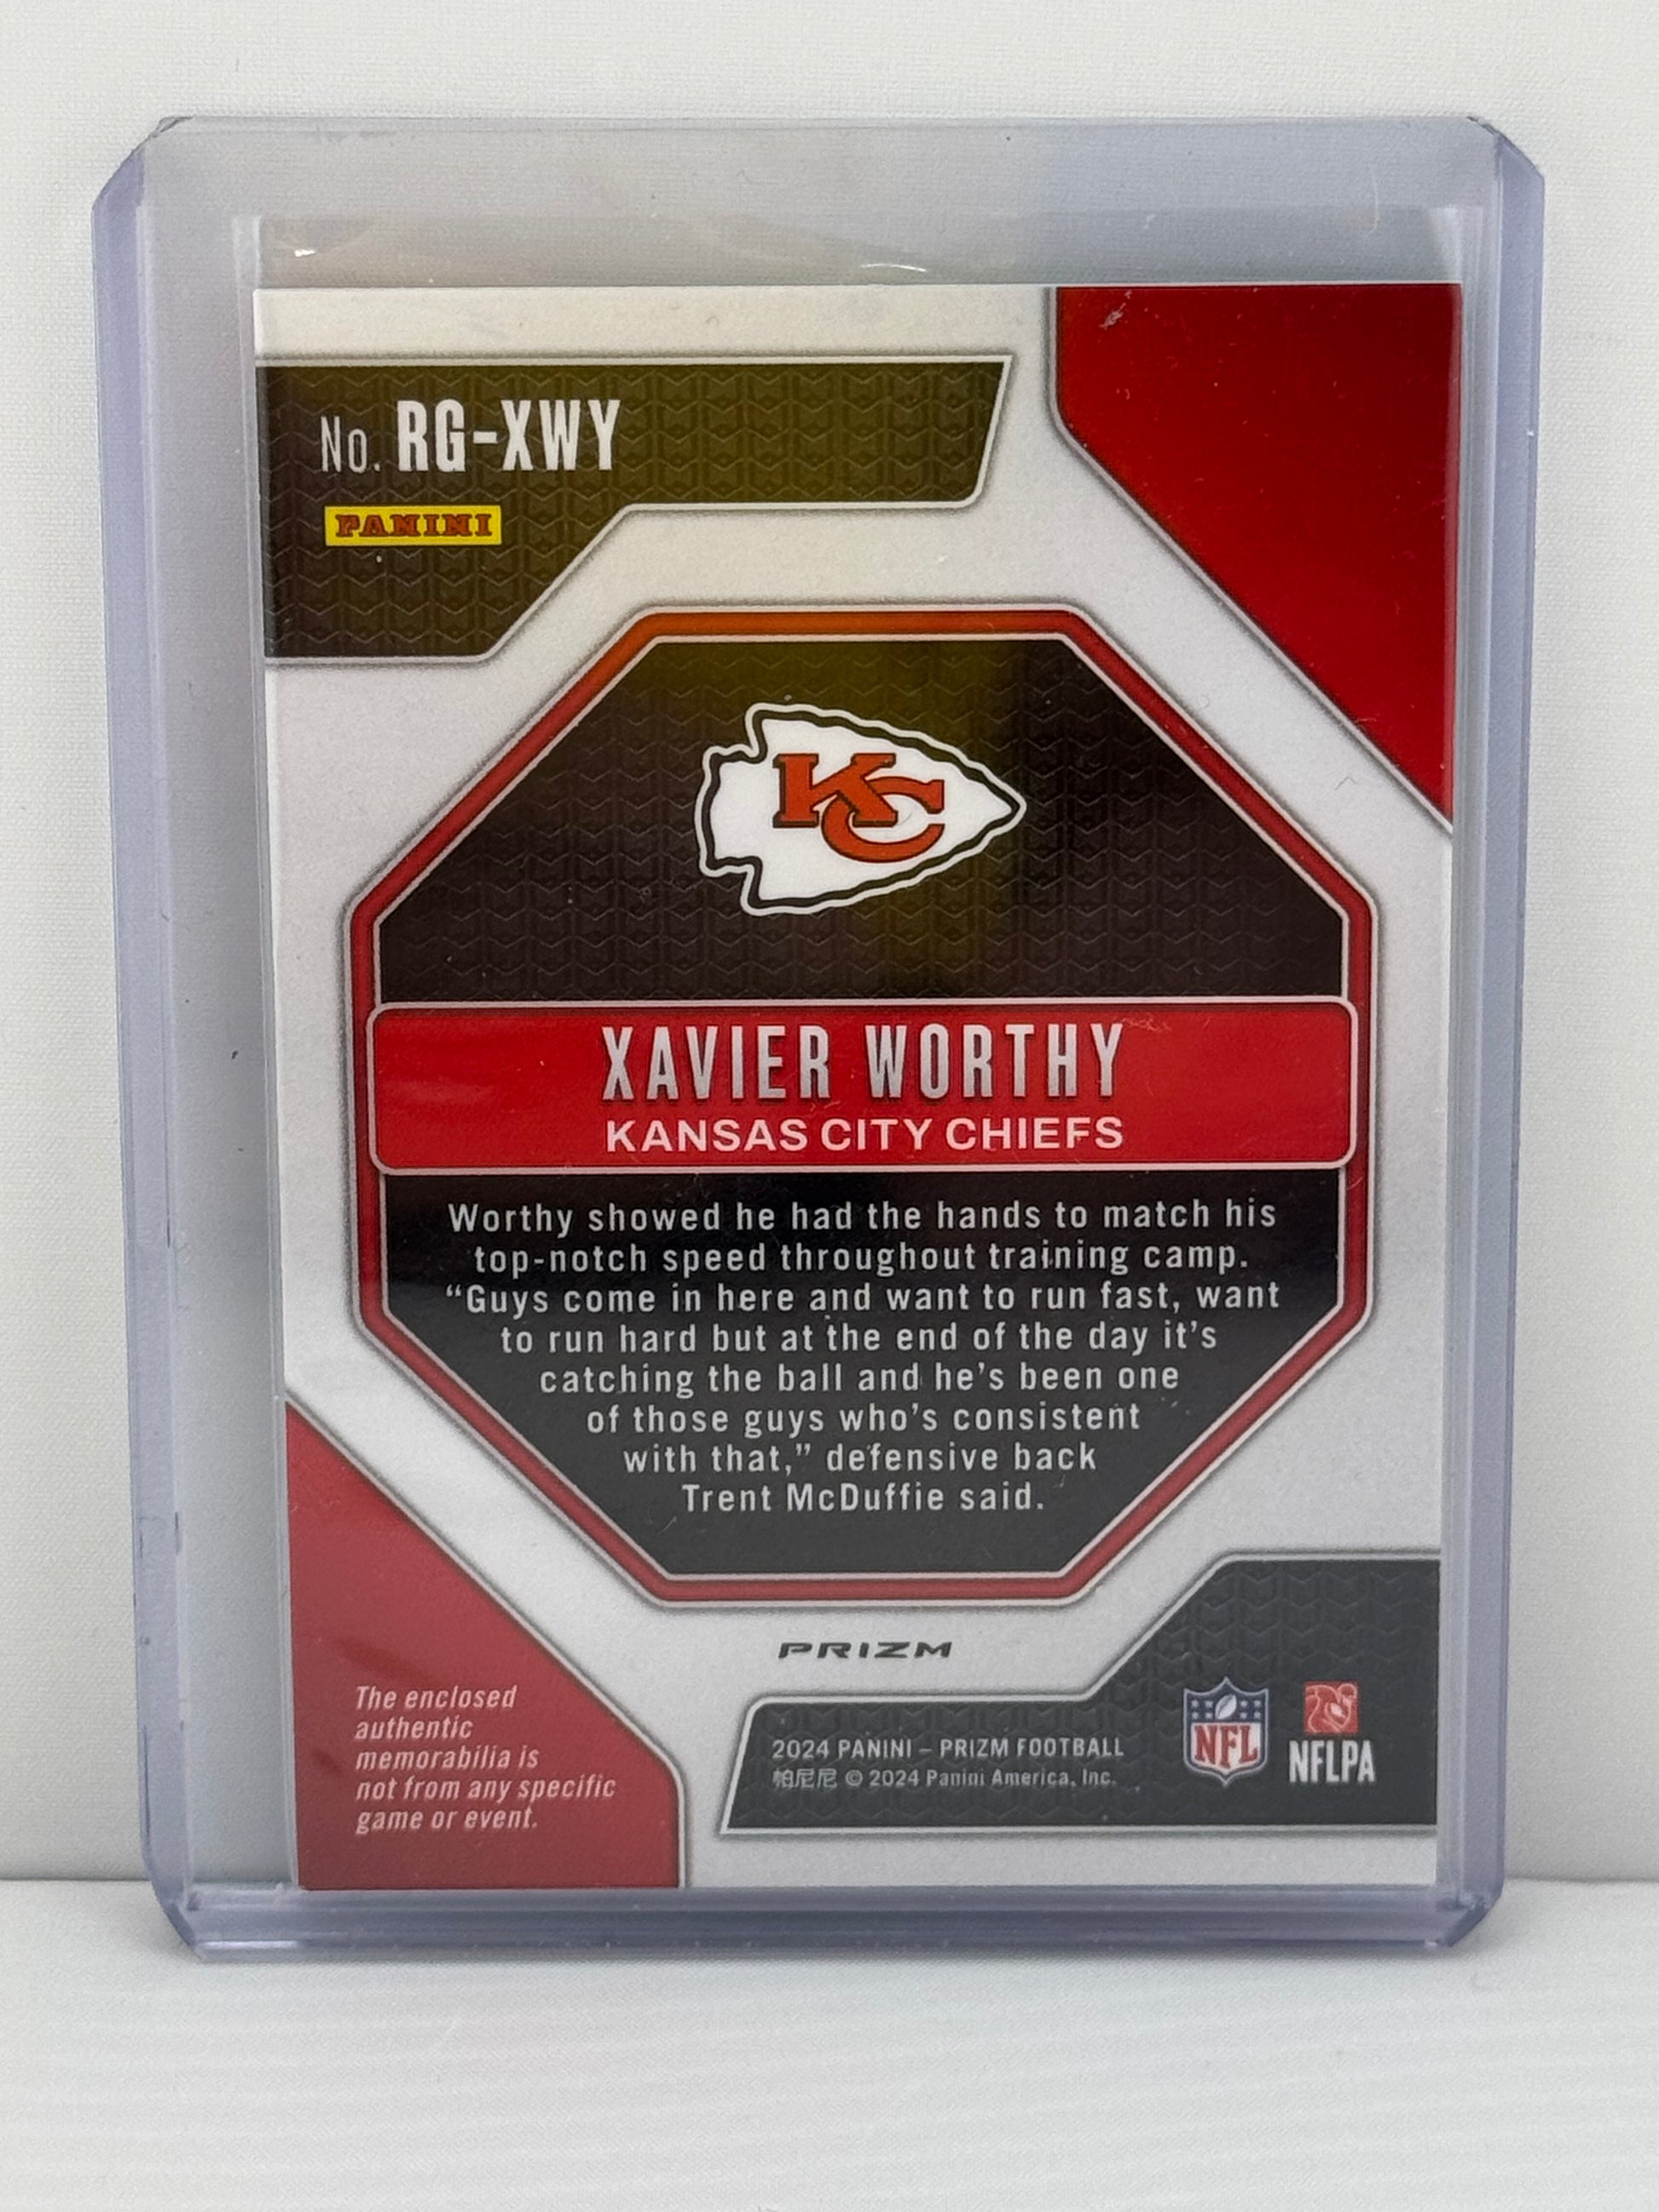 No. RG-XWY
PANINI
KC
XAVIER WORTHY
KANSAS CITY CHIEFS
Worthy showed he had the hands to match his
top-notch speed throughout training camp.
“Guys come in here and want to run fast, want
to run hard but at the end of the day it’s
catching the ball and he’s been one
of those guys who’s consistent
with that,” defensive back
Trent McDuffie said.
PRIZM
The enclosed
authentic
memorabilia is
not from any specific
game or event.
2024 PANINI – PRIZM FOOTBALL
帕尼尼 © 2024 Panini America, Inc.
NFL
NFLPA